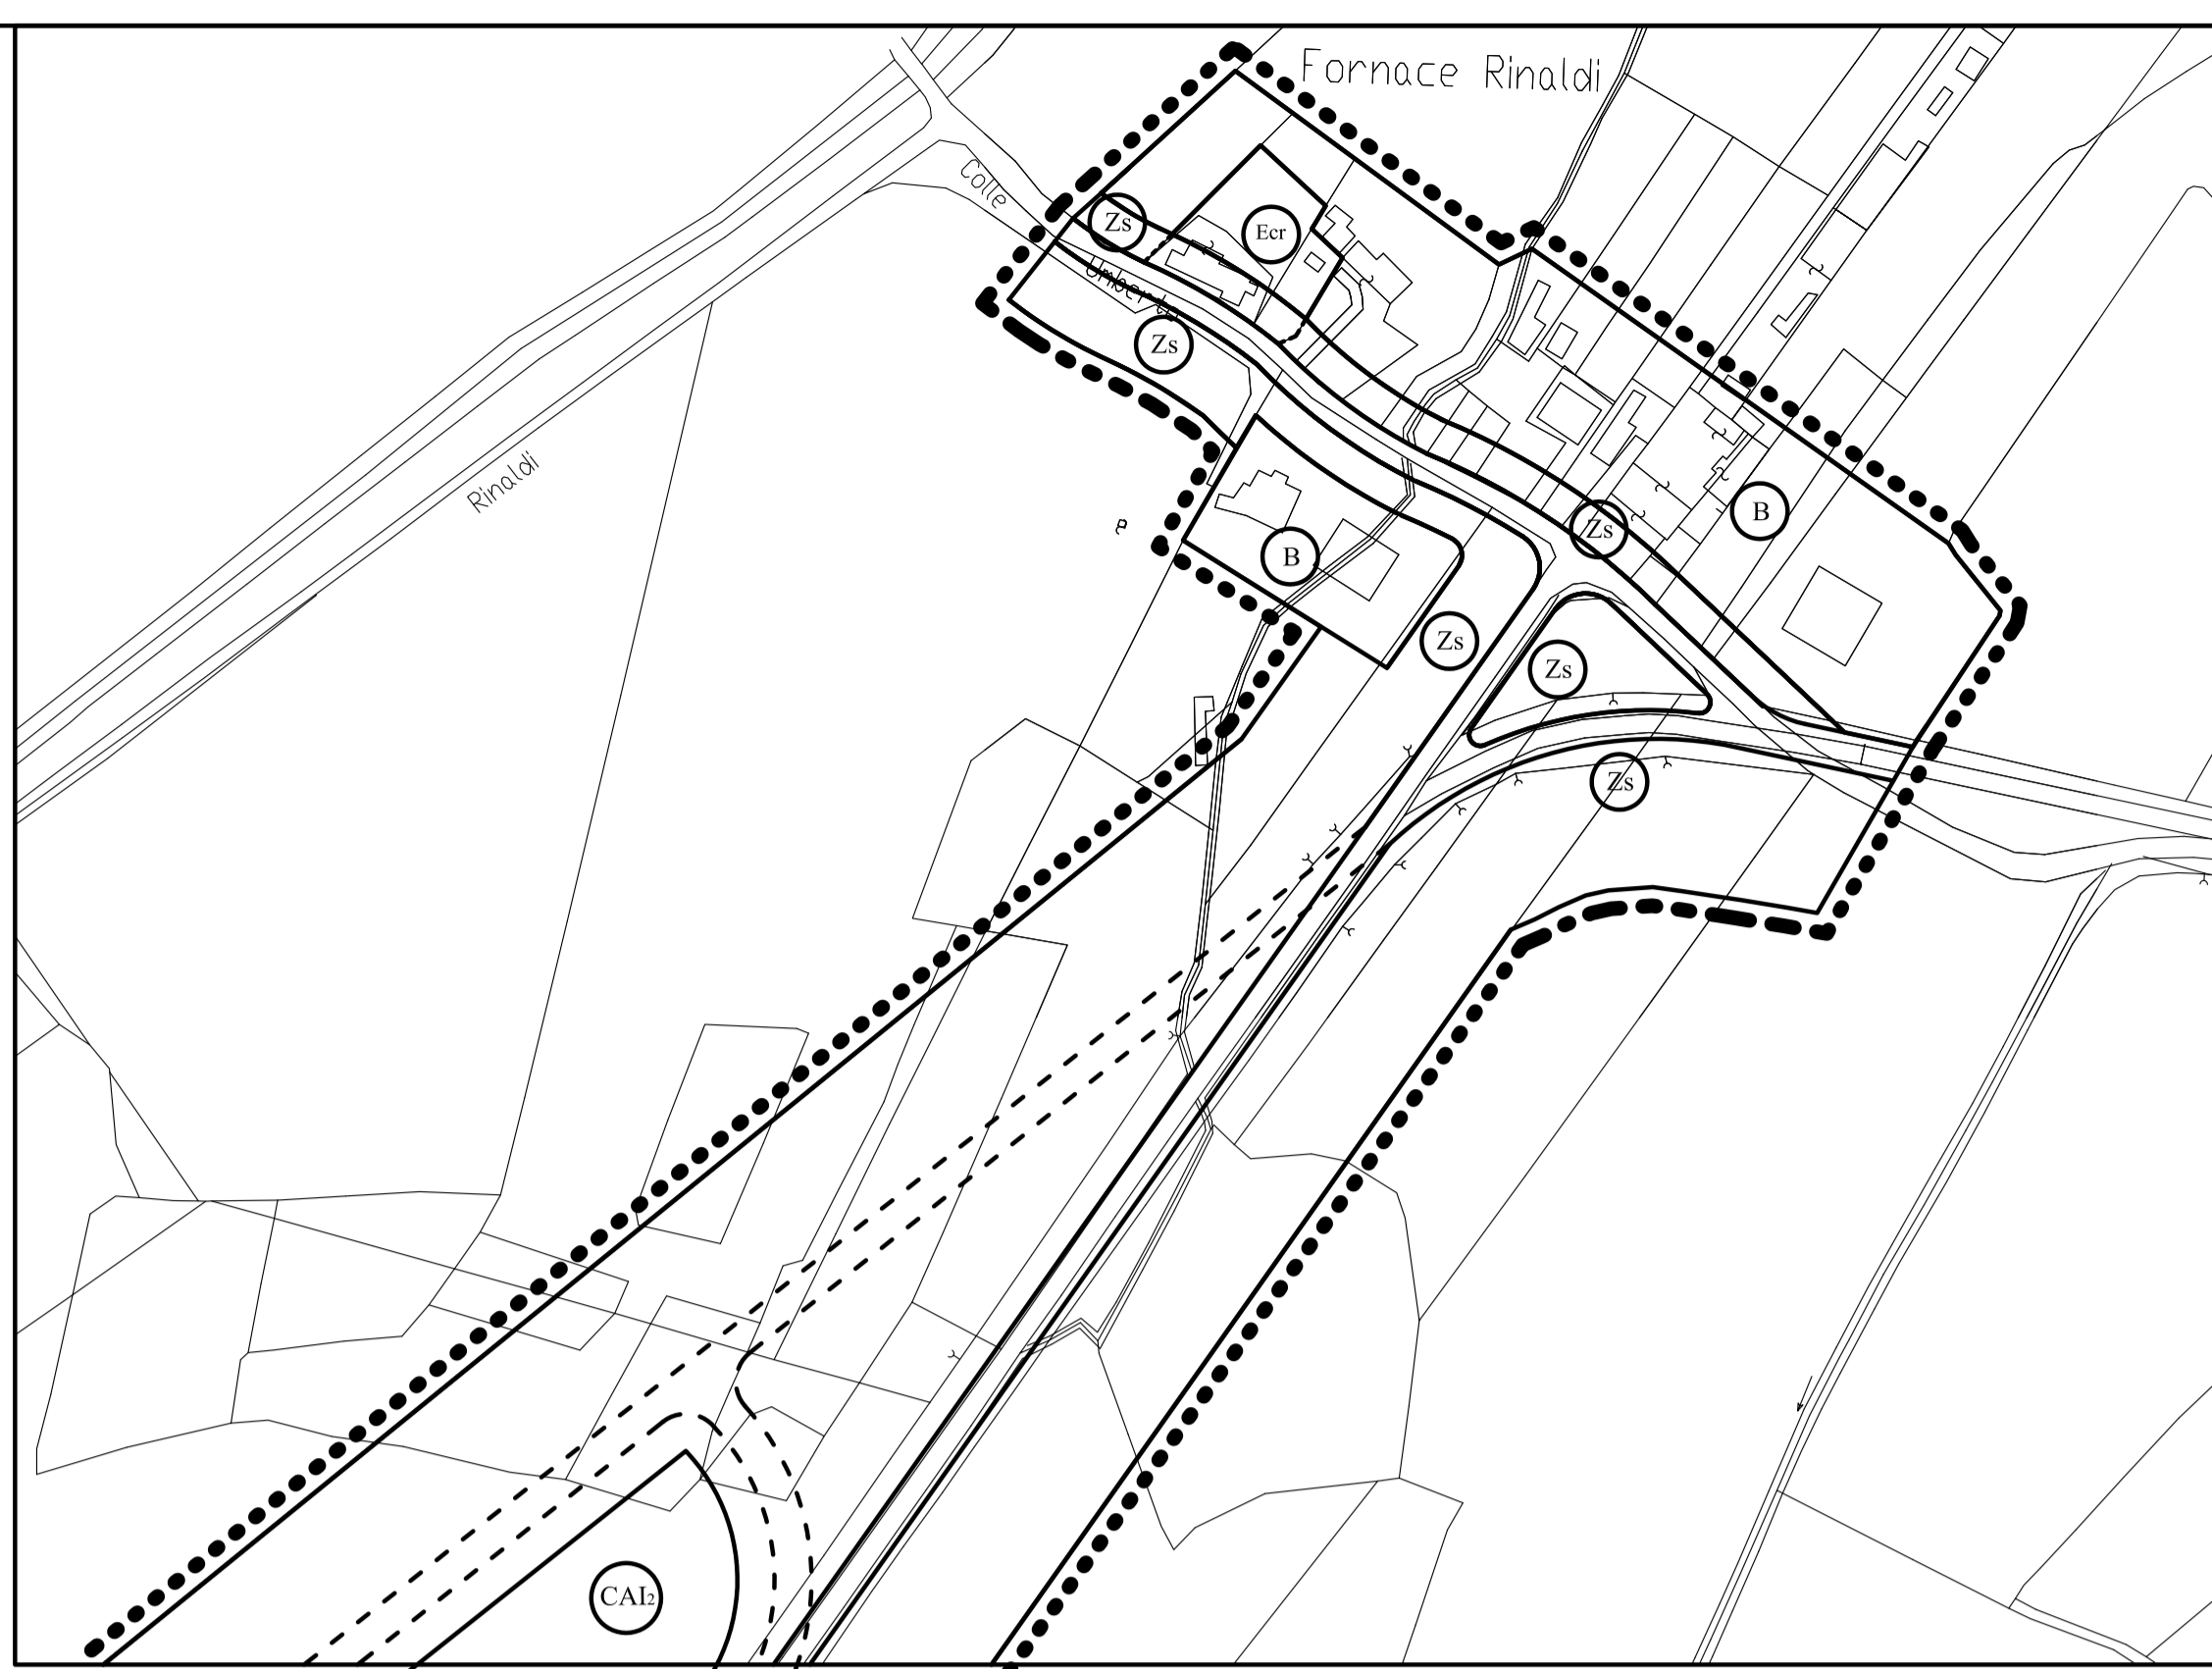 Fornace Rinaldi
Colle
Umberto
Rinaldi
Zs
Ecr
Zs
B
Zs
B
Zs
Zs
Zs
CAI2